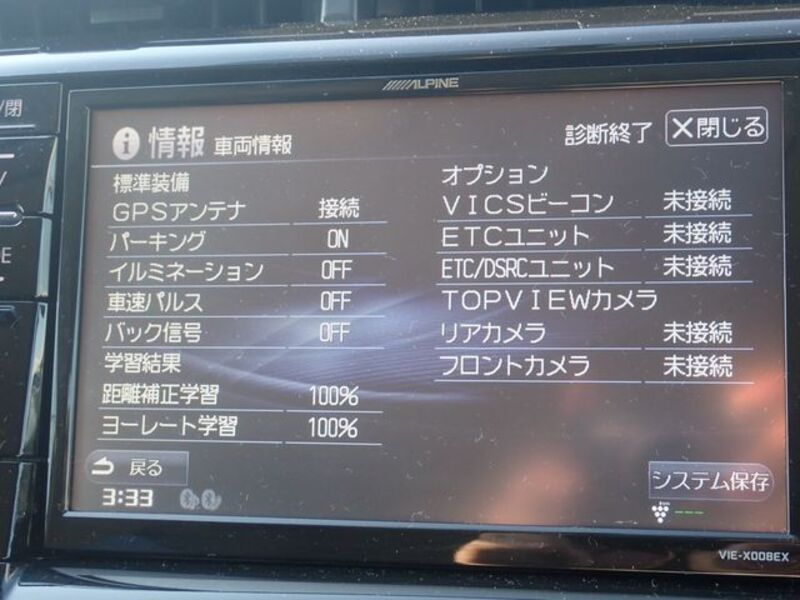 ALPINE
/閉
情報 車両情報
診断終了 ×閉じる
標準装備
GPSアンテナ 接続
パーキング ON
イルミネーション OFF
車速パルス OFF
バック信号 OFF
学習結果
距離補正学習 100%
ヨーレート学習 100%
オプション
VICSビーコン 未接続
ETCユニット 未接続
ETC/DSRCユニット 未接続
TOPVIEWカメラ
リアカメラ 未接続
フロントカメラ 未接続
戻る
システム保存
3:33
---
VIE-X008EX